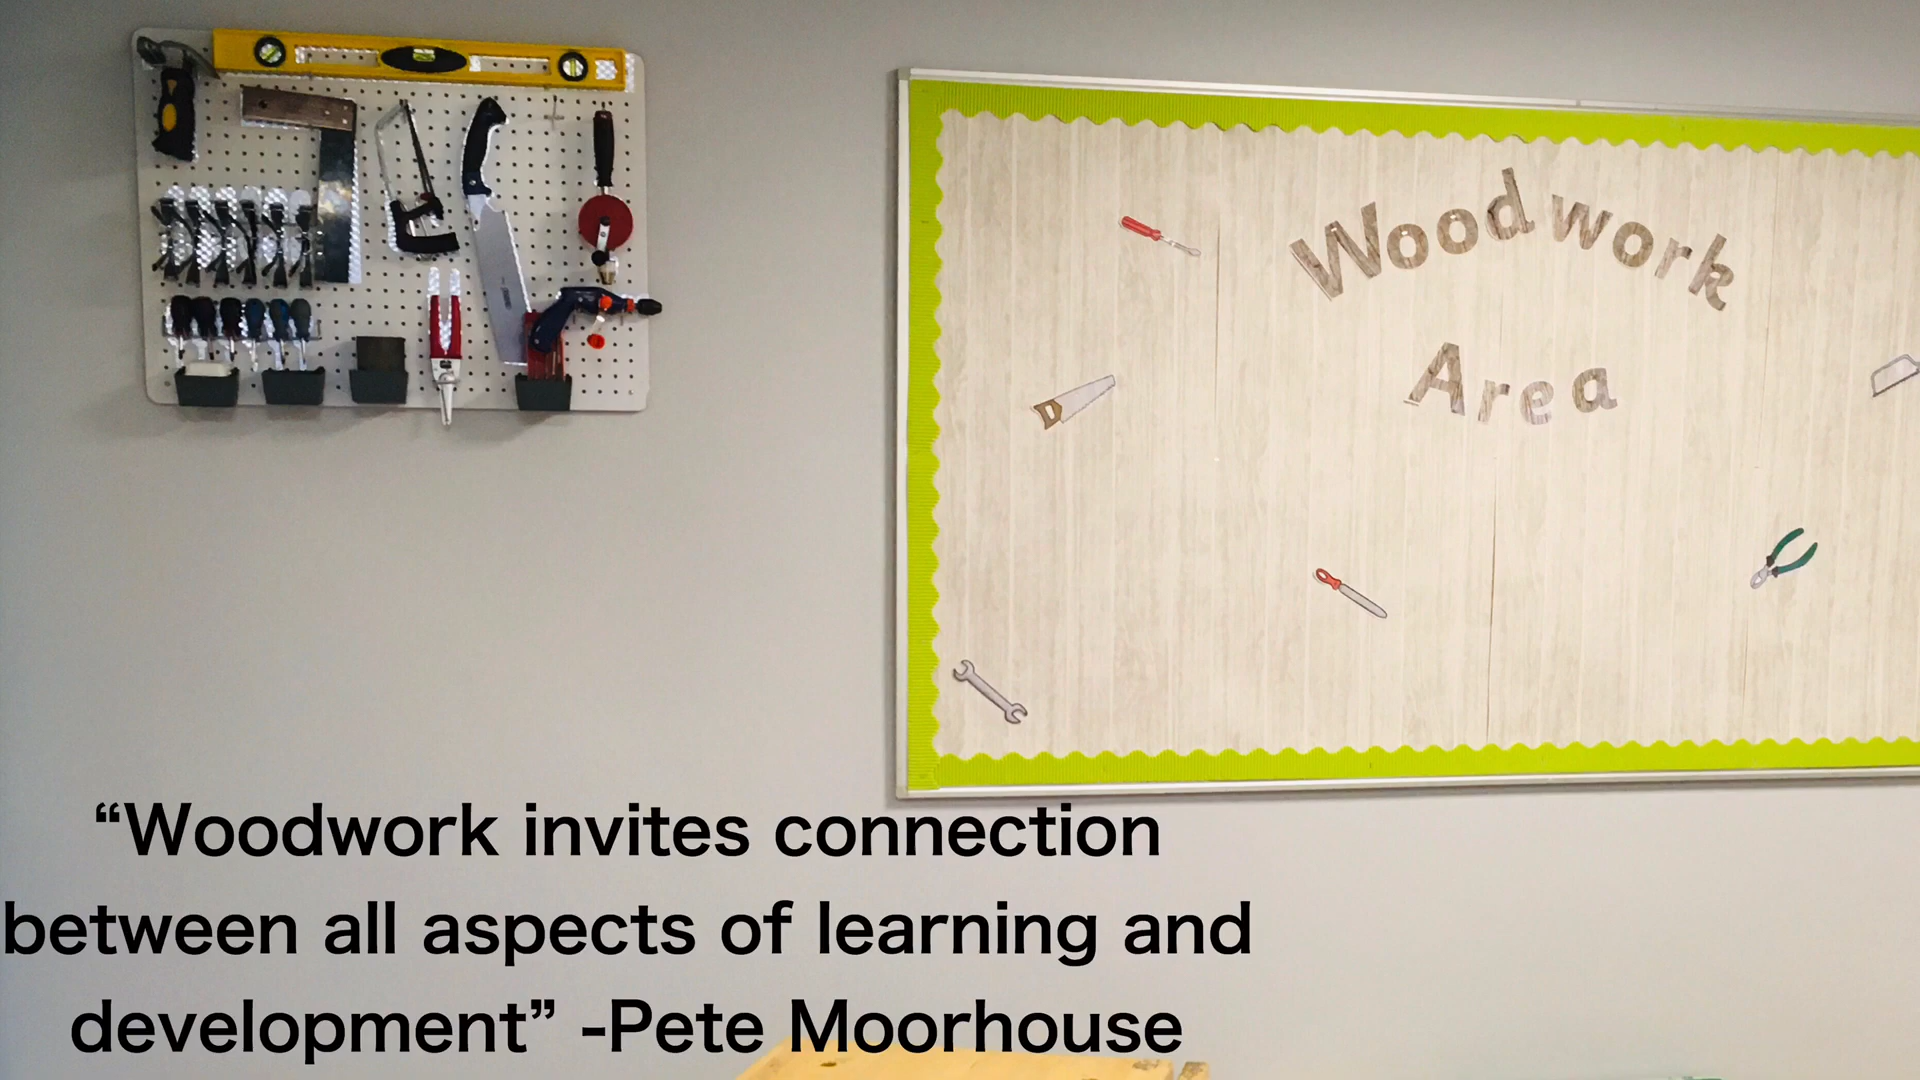 Woodwork
Area
“Woodwork invites connection
between all aspects of learning and
development” -Pete Moorhouse